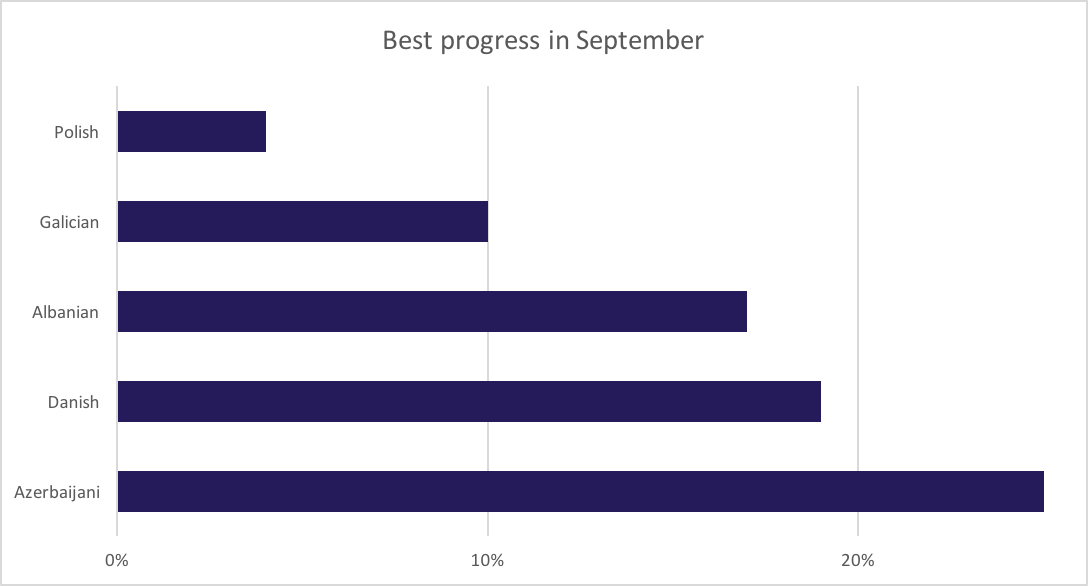 Best progress in September
Polish
Galician
Albanian
Danish
Azerbaijani
0% 10% 20%